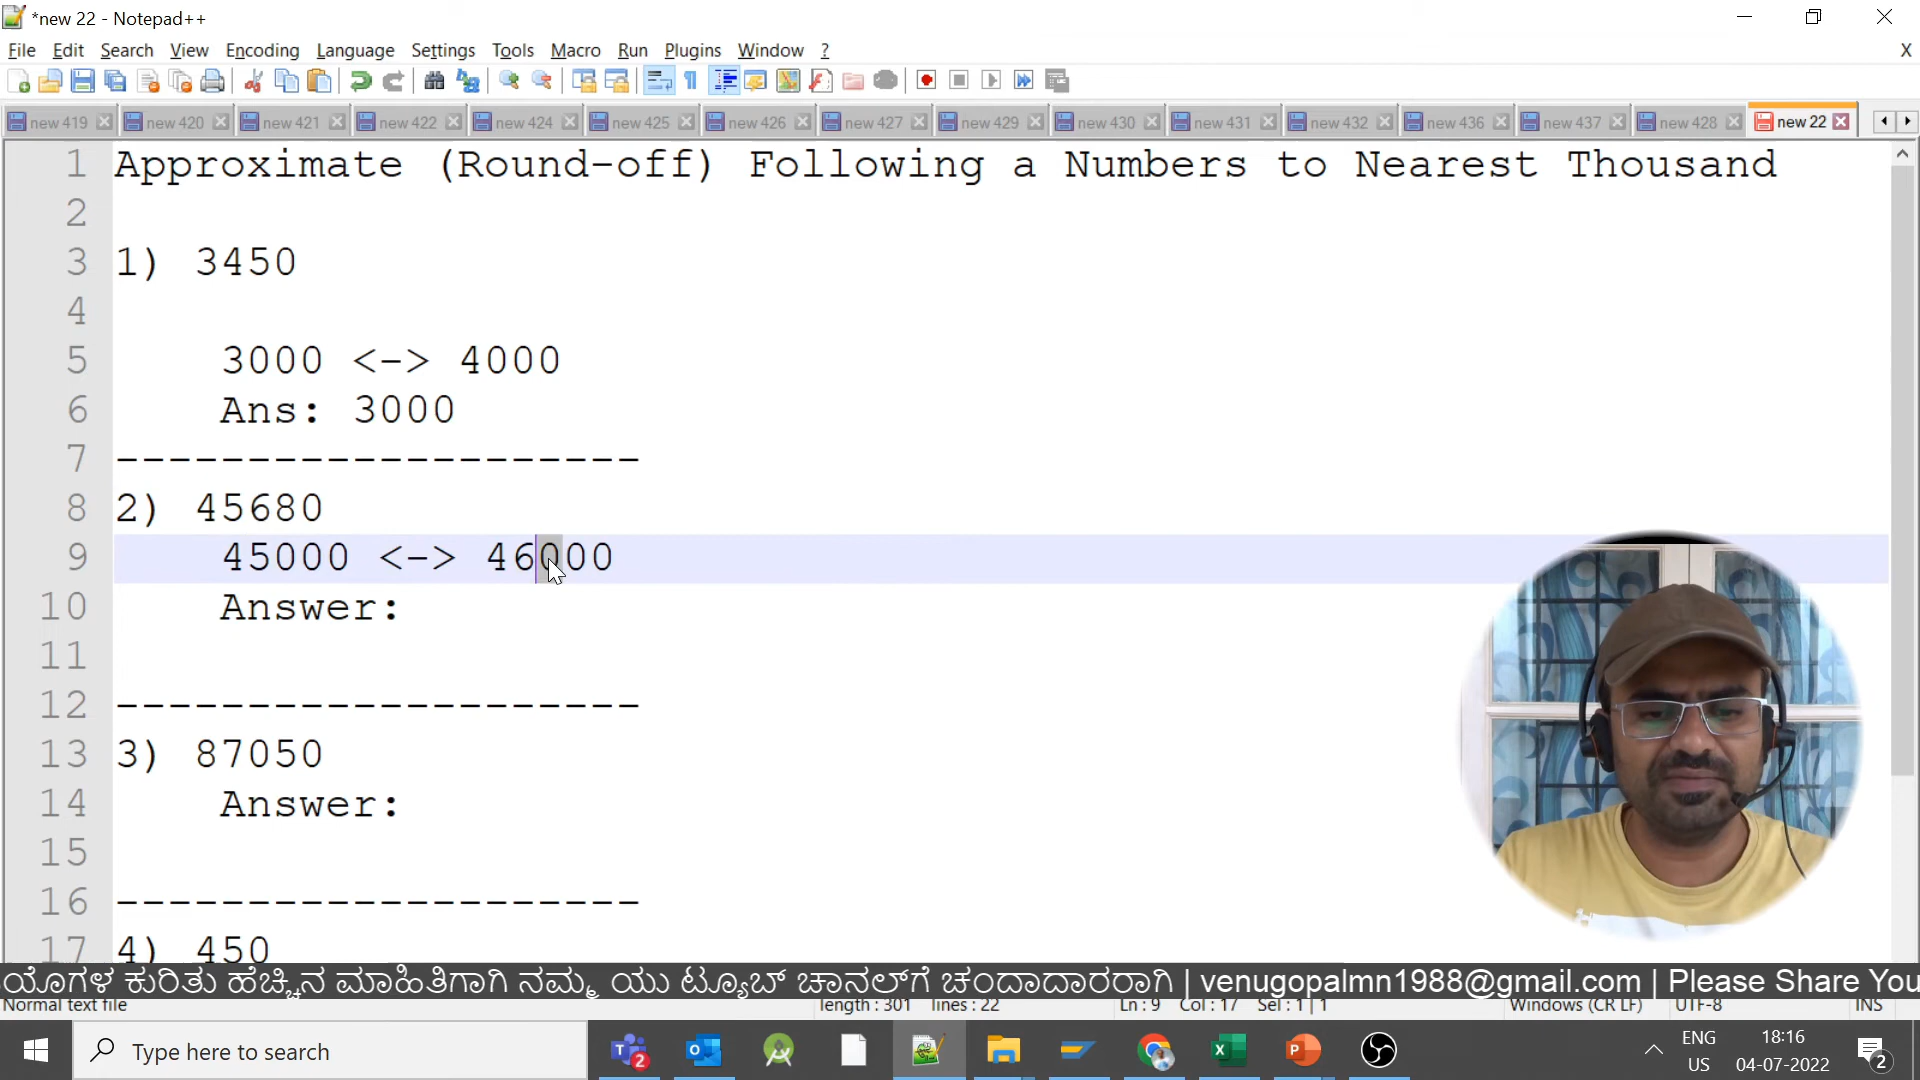 *new 22 - Notepad++
File Edit Search View Encoding Language Settings Tools Macro Run Plugins Window ? X
new 419 new 420 new 421 new 422 new 424 new 425 new 426 new 427 new 429 new 430 new 431 new 432 new 436 new 437 new 428 new 22
1 Approximate (Round-off) Following a Numbers to Nearest Thousand
2
3 1) 3450
4
5 3000 <-> 4000
6 Ans: 3000
7 --------------------
8 2) 45680
9 45000 <-> 46000
10 Answer:
11
12 --------------------
13 3) 87050
14 Answer:
15
16 --------------------
17 4) 450
ಯೊಗಳ ಕುರಿತು ಹೆಚ್ಚಿನ ಮಾಹಿತಿಗಾಗಿ ನಮ್ಮ ಯು ಟ್ಯೂಬ್ ಚಾನಲ್‌ಗೆ ಚಂದಾದಾರರಾಗಿ | venugopalmn1988@gmail.com | Please Share You
Normal text file length : 301 lines : 22 Ln : 9 Col : 17 Sel : 1 | 1 Windows (CR LF) UTF-8 INS
Type here to search
2
ENG
US
18:16
04-07-2022
2